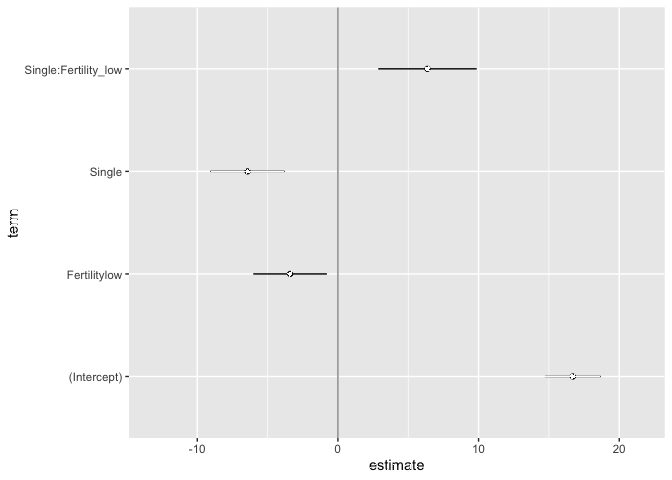 Single:Fertility_low
Single
term
Fertilitylow
(Intercept)
-10 0 10 20
estimate